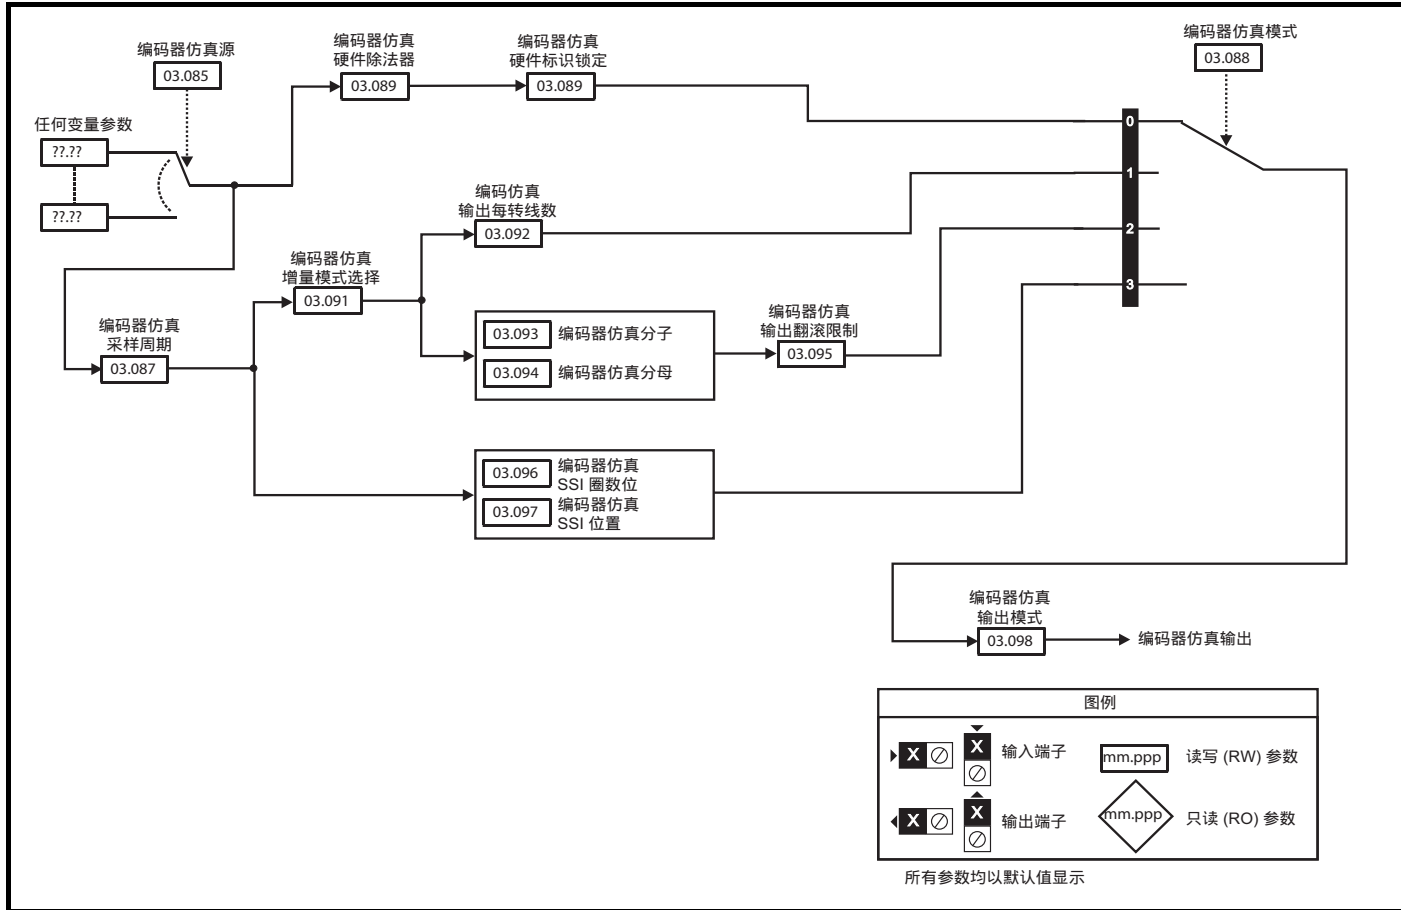 编码器仿真源
03.085
编码器仿真
硬件除法器
03.089
编码器仿真
硬件标识锁定
03.089
编码器仿真模式
03.088
任何变量参数
??.??
??.??
0
1
2
3
编码仿真
输出每转线数
03.092
编码器仿真
增量模式选择
03.091
编码器仿真
采样周期
03.087
03.093 编码器仿真分子
03.094 编码器仿真分母
编码器仿真
输出翻滚限制
03.095
03.096
编码器仿真
SSI 圈数位
03.097
编码器仿真
SSI 位置
编码器仿真
输出模式
03.098
编码器仿真输出
图例
X
X
输入端子
mm.ppp
读写 (RW) 参数
X
X
输出端子
mm.ppp
只读 (RO) 参数
所有参数均以默认值显示